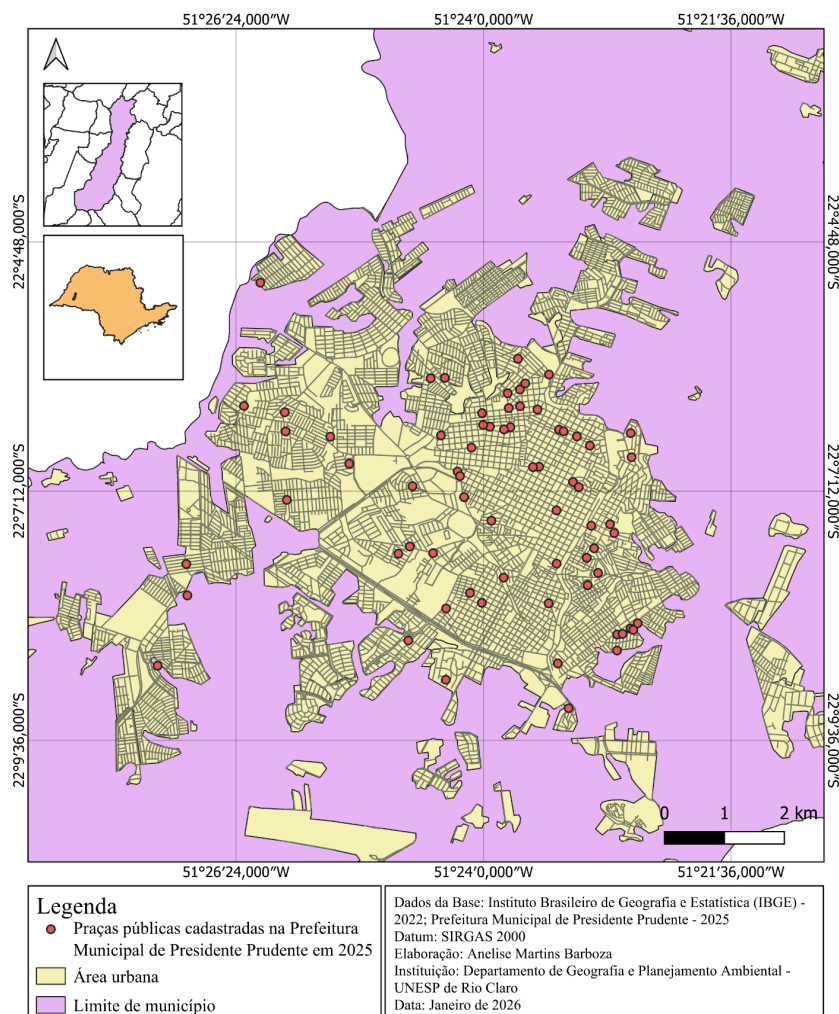 51°26'24,000"W
51°24'0,000"W
51°21'36,000"W
22°4'48,000"S
22°4'48,000"S
22°7'12,000"S
22°7'12,000"S
22°9'36,000"S
22°9'36,000"S
0 1 2 km
51°26'24,000"W
51°24'0,000"W
51°21'36,000"W
Legenda
Praças públicas cadastradas na Prefeitura
Municipal de Presidente Prudente em 2025
Área urbana
Limite de município
Dados da Base: Instituto Brasileiro de Geografia e Estatística (IBGE) -
2022; Prefeitura Municipal de Presidente Prudente - 2025
Datum: SIRGAS 2000
Elaboração: Anelise Martins Barboza
Instituição: Departamento de Geografia e Planejamento Ambiental -
UNESP de Rio Claro
Data: Janeiro de 2026